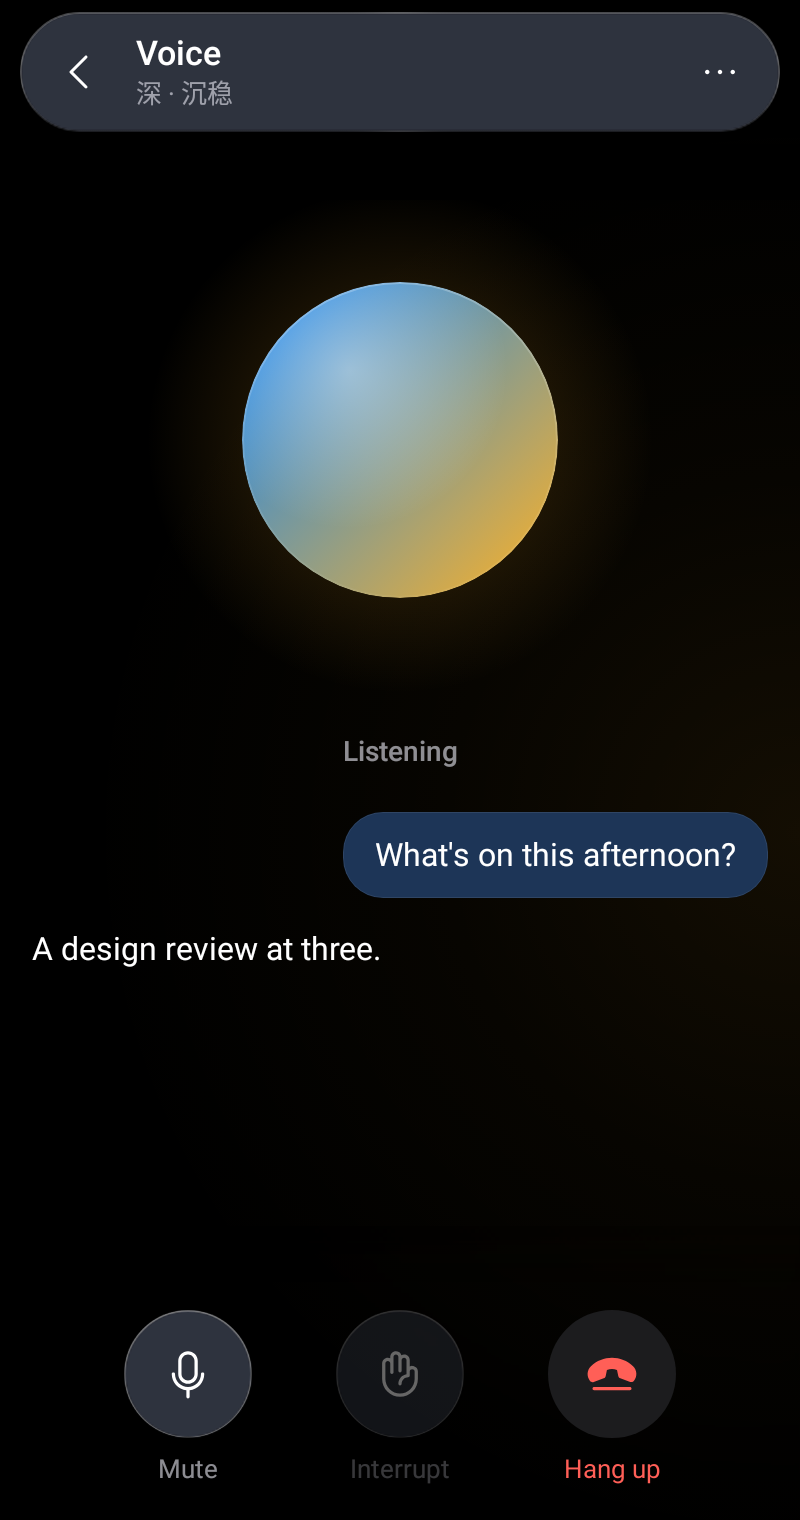 Voice
深 · 沉稳
Listening
What's on this afternoon?
A design review at three.
Mute
Interrupt
Hang up